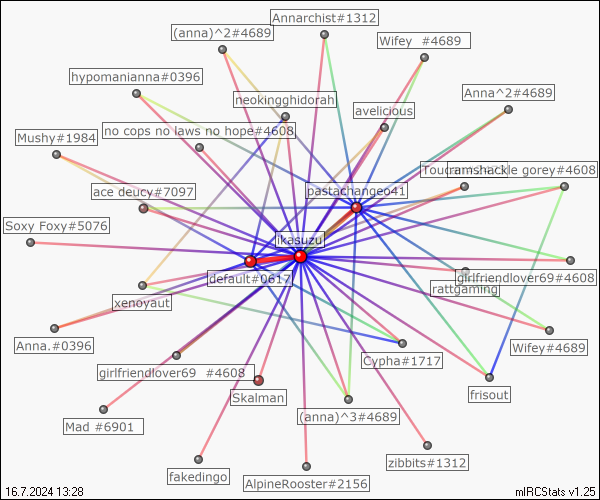 Annarchist#1312
(anna)^2#4689
Wifey  #4689
hypomanianna#0396
Anna^2#4689
neokingghidorah
avelicious
no cops no laws no hope#4608
Mushy#1984
ramshackle gorey#4608
ace deucy#7097
pastachangeo41
Soxy Foxy#5076
ikasuzu
default#0617
girlfriendlover69#4608
rattgaming
xenoyaut
Anna.#0396
Wifey#4689
Cypha#1717
girlfriendlover69  #4608
frisout
Skalman
(anna)^3#4689
Mad #6901
zibbits#1312
fakedingo
AlpineRooster#2156
16.7.2024 13:28
mIRCStats v1.25